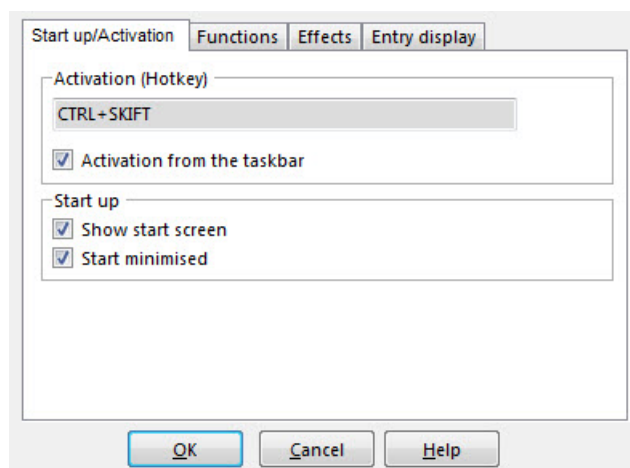 Start up/Activation Functions Effects Entry display
Activation (Hotkey)
CTRL+SKIFT
Activation from the taskbar
Start up
Show start screen
Start minimised
OK Cancel Help